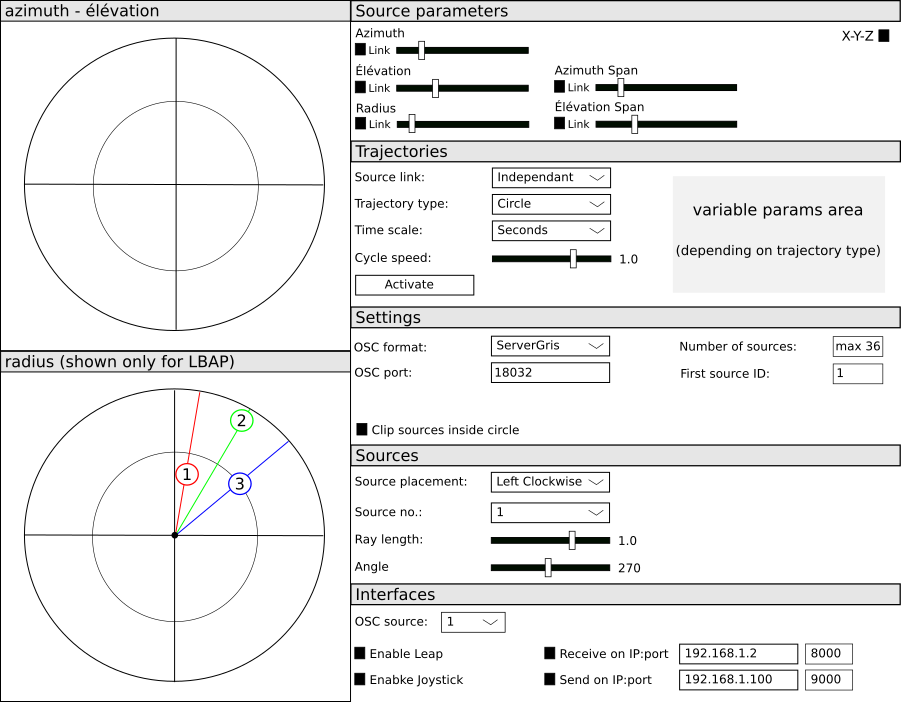 azimuth - élévation
radius (shown only for LBAP)
1
2
3
Source parameters
Azimuth
X-Y-Z
Link
Élévation
Azimuth Span
Link
Link
Radius
Élévation Span
Link
Link
Trajectories
Source link:
Independant
Trajectory type:
Circle
Time scale:
Seconds
Cycle speed:
1.0
Activate
variable params area
(depending on trajectory type)
Settings
OSC format:
ServerGris
Number of sources:
max 36
OSC port:
18032
First source ID:
1
Clip sources inside circle
Sources
Source placement:
Left Clockwise
Source no.:
1
Ray length:
1.0
Angle
270
Interfaces
OSC source:
1
Enable Leap
Receive on IP:port
192.168.1.2
8000
Enabke Joystick
Send on IP:port
192.168.1.100
9000